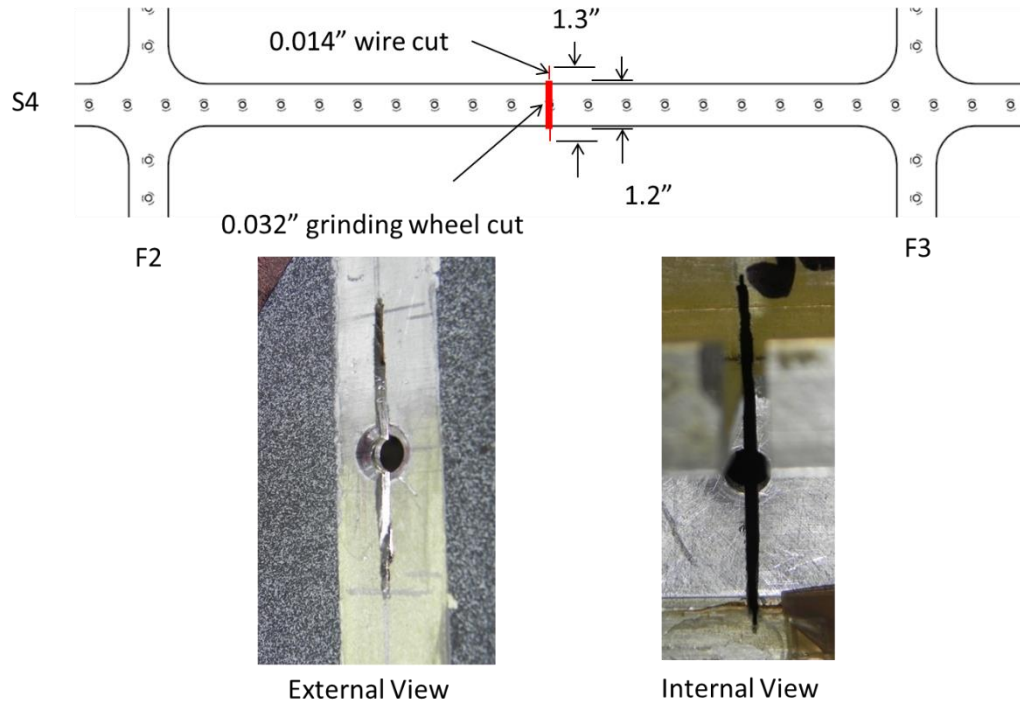 1.3”
0.014” wire cut
S4
1.2”
0.032” grinding wheel cut
F2
F3
External View
Internal View